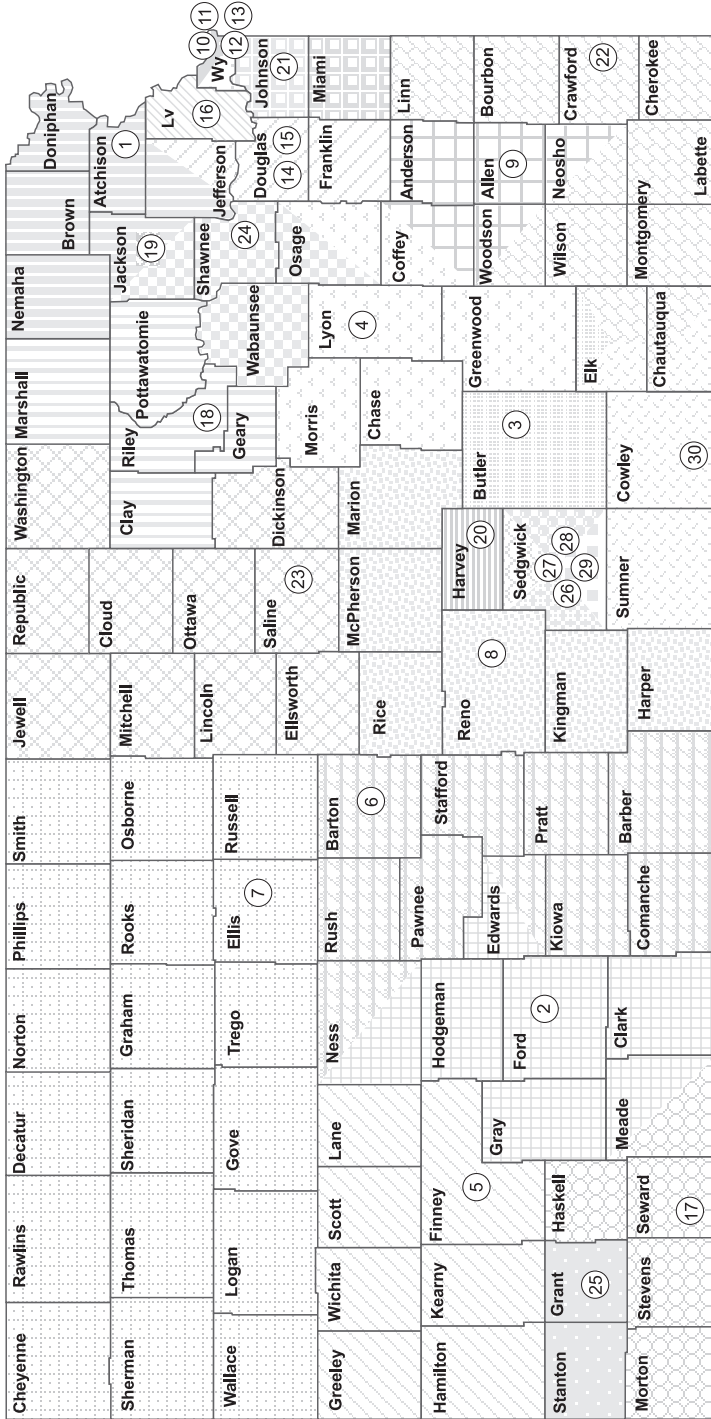 Cheyenne
Rawlins
Decatur
Norton
Phillips
Smith
Jewell
Republic
Washington
Marshall
Nemaha
Brown
Doniphan
Sherman
Thomas
Sheridan
Graham
Rooks
Osborne
Mitchell
Cloud
Clay
Riley
Pottawatomie
Jackson
19
Atchison
1
Wallace
Logan
Gove
Trego
Ellis
7
Russell
Lincoln
Ottawa
Geary
18
Shawnee
24
Jefferson
Lv
16
Wy
10
11
12
13
Greeley
Wichita
Scott
Lane
Ness
Rush
Barton
6
Ellsworth
Saline
23
Dickinson
Morris
Wabaunsee
Osage
Douglas
14
15
Johnson
21
Hamilton
Kearny
Finney
5
Gray
Hodgeman
Ford
2
Pawnee
Edwards
Stafford
Rice
McPherson
Marion
Chase
Lyon
4
Coffey
Franklin
Miami
Anderson
Linn
Reno
8
Harvey
20
Butler
3
Greenwood
Woodson
Allen
9
Bourbon
Stanton
Grant
25
Haskell
Kiowa
Pratt
Kingman
Sedgwick
27
28
26
29
Elk
Wilson
Neosho
Crawford
22
Morton
Stevens
Seward
17
Meade
Clark
Comanche
Barber
Harper
Sumner
Cowley
30
Chautauqua
Montgomery
Labette
Cherokee